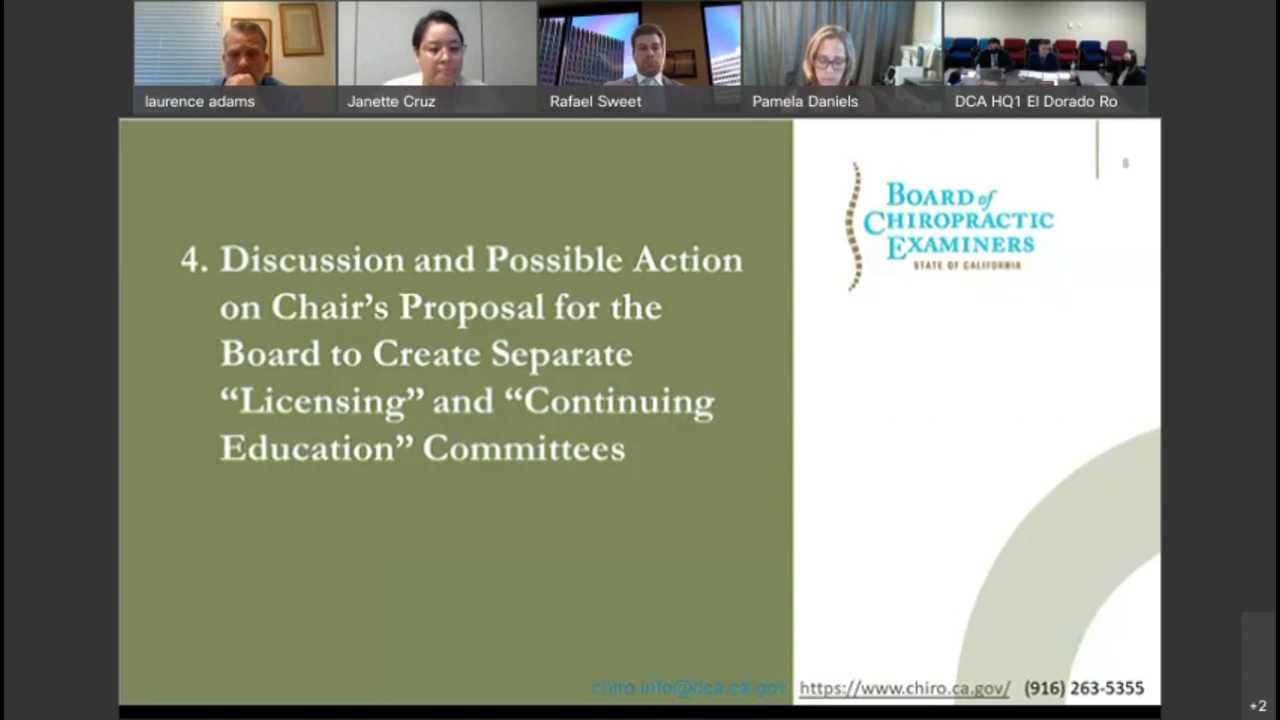 laurence adams
Janette Cruz
Rafael Sweet
Pamela Daniels
DCA HQ1 El Dorado Ro
8
BOARD of
CHIROPRACTIC
EXAMINERS
STATE OF CALIFORNIA
4. Discussion and Possible Action
on Chair’s Proposal for the
Board to Create Separate
“Licensing” and “Continuing
Education” Committees
chiro.info@dca.ca.gov
https://www.chiro.ca.gov/ (916) 263-5355
+2